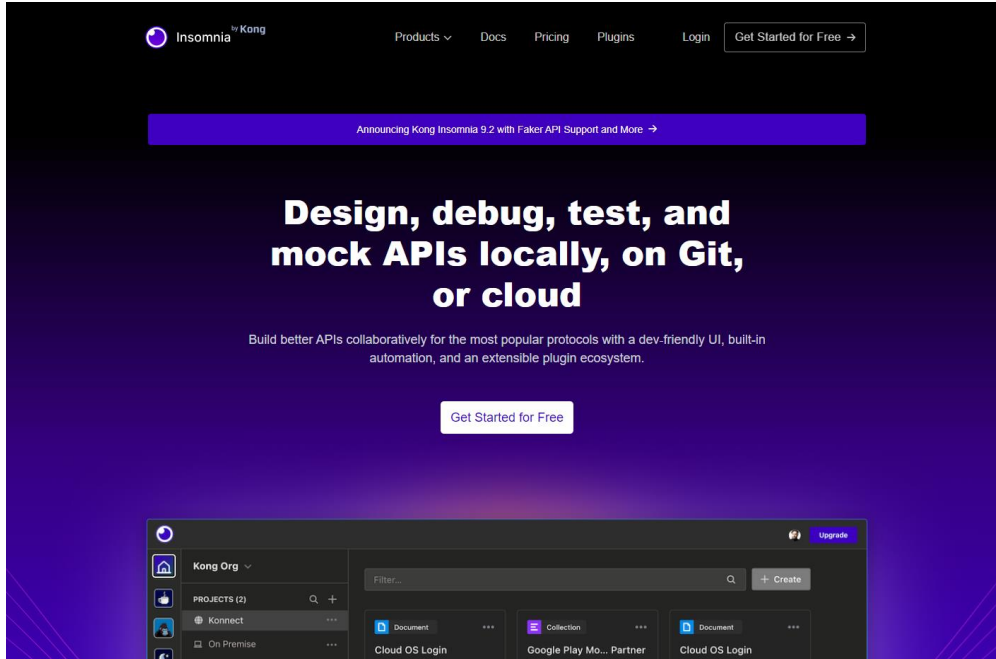 Insomnia by Kong
Products
Docs
Pricing
Plugins
Login
Get Started for Free →
Announcing Kong Insomnia 9.2 with Faker API Support and More →
Design, debug, test, and
mock APIs locally, on Git,
or cloud
Build better APIs collaboratively for the most popular protocols with a dev-friendly UI, built-in
automation, and an extensible plugin ecosystem.
Get Started for Free
Upgrade
Kong Org
Filter...
+ Create
PROJECTS (2)
Konnect
On Premise
Document
Cloud OS Login
Collection
Google Play Mo... Partner
Document
Cloud OS Login